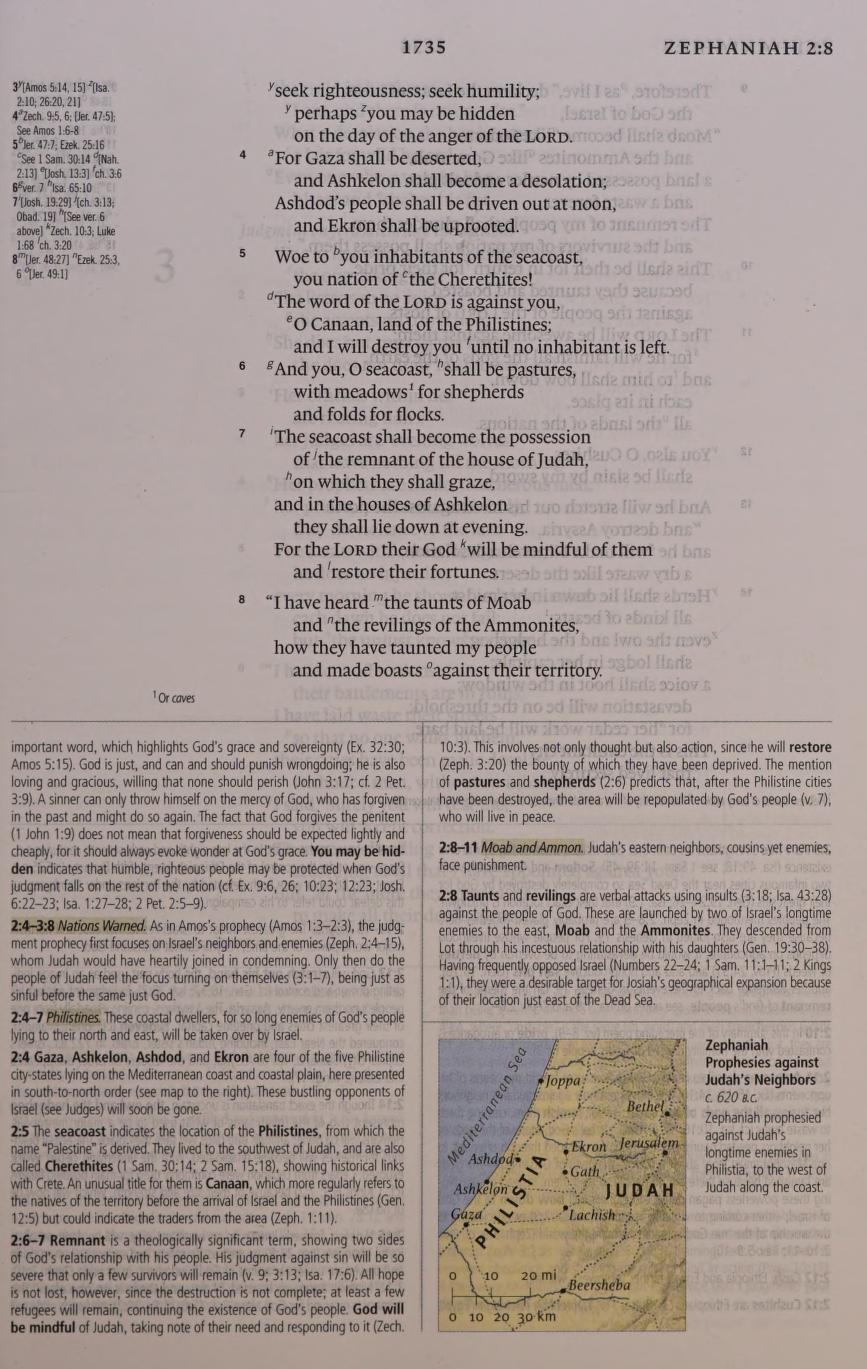 1735
ZEPHANIAH 2:8
3 y[Amos 5:14, 15] z[Isa.
2:10; 26:20, 21]
4 a Zech. 9:5, 6; [Jer. 47:5];
See Amos 1:6-8
5 b Jer. 47:7; Ezek. 25:16
c See 1 Sam. 30:14 d[Nah.
2:13] e[Josh. 13:3] f ch. 3:6
6 g ver. 7 h Isa. 65:10
7 i[Josh. 19:29] j[ch. 3:13;
Obad. 19] h[See ver. 6
above] k Zech. 10:3; Luke
1:68 l ch. 3:20
8 m[Jer. 48:27] n Ezek. 25:3,
6 o[Jer. 49:1]
y seek righteousness; seek humility;
y perhaps z you may be hidden
on the day of the anger of the LORD.
4 a For Gaza shall be deserted,
and Ashkelon shall become a desolation;
Ashdod's people shall be driven out at noon,
and Ekron shall be uprooted.
5 Woe to b you inhabitants of the seacoast,
you nation of c the Cherethites!
d The word of the LORD is against you,
e O Canaan, land of the Philistines;
and I will destroy you f until no inhabitant is left.
6 g And you, O seacoast, h shall be pastures,
with meadows1 for shepherds
and folds for flocks.
7 i The seacoast shall become the possession
of j the remnant of the house of Judah,
h on which they shall graze,
and in the houses of Ashkelon
they shall lie down at evening.
For the LORD their God k will be mindful of them
and l restore their fortunes.
8 "I have heard m the taunts of Moab
and n the revilings of the Ammonites,
how they have taunted my people
and made boasts o against their territory.
1 Or caves
important word, which highlights God's grace and sovereignty (Ex. 32:30;
Amos 5:15). God is just, and can and should punish wrongdoing; he is also
loving and gracious, willing that none should perish (John 3:17; cf. 2 Pet.
3:9). A sinner can only throw himself on the mercy of God, who has forgiven
in the past and might do so again. The fact that God forgives the penitent
(1 John 1:9) does not mean that forgiveness should be expected lightly and
cheaply, for it should always evoke wonder at God's grace. You may be hid-
den indicates that humble, righteous people may be protected when God's
judgment falls on the rest of the nation (cf. Ex. 9:6, 26; 10:23; 12:23; Josh.
6:22–23; Isa. 1:27–28; 2 Pet. 2:5–9).
2:4–3:8 Nations Warned. As in Amos's prophecy (Amos 1:3–2:3), the judg-
ment prophecy first focuses on Israel's neighbors and enemies (Zeph. 2:4–15),
whom Judah would have heartily joined in condemning. Only then do the
people of Judah feel the focus turning on themselves (3:1–7), being just as
sinful before the same just God.
2:4–7 Philistines. These coastal dwellers, for so long enemies of God's people
lying to their north and east, will be taken over by Israel.
2:4 Gaza, Ashkelon, Ashdod, and Ekron are four of the five Philistine
city-states lying on the Mediterranean coast and coastal plain, here presented
in south-to-north order (see map to the right). These bustling opponents of
Israel (see Judges) will soon be gone.
2:5 The seacoast indicates the location of the Philistines, from which the
name "Palestine" is derived. They lived to the southwest of Judah, and are also
called Cherethites (1 Sam. 30:14; 2 Sam. 15:18), showing historical links
with Crete. An unusual title for them is Canaan, which more regularly refers to
the natives of the territory before the arrival of Israel and the Philistines (Gen.
12:5) but could indicate the traders from the area (Zeph. 1:11).
2:6–7 Remnant is a theologically significant term, showing two sides
of God's relationship with his people. His judgment against sin will be so
severe that only a few survivors will remain (v. 9; 3:13; Isa. 17:6). All hope
is not lost, however, since the destruction is not complete; at least a few
refugees will remain, continuing the existence of God's people. God will
be mindful of Judah, taking note of their need and responding to it (Zech.
10:3). This involves not only thought but also action, since he will restore
(Zeph. 3:20) the bounty of which they have been deprived. The mention
of pastures and shepherds (2:6) predicts that, after the Philistine cities
have been destroyed, the area will be repopulated by God's people (v. 7),
who will live in peace.
2:8–11 Moab and Ammon. Judah's eastern neighbors, cousins yet enemies,
face punishment.
2:8 Taunts and revilings are verbal attacks using insults (3:18; Isa. 43:28)
against the people of God. These are launched by two of Israel's longtime
enemies to the east, Moab and the Ammonites. They descended from
Lot through his incestuous relationship with his daughters (Gen. 19:30–38).
Having frequently opposed Israel (Numbers 22–24; 1 Sam. 11:1–11; 2 Kings
1:1), they were a desirable target for Josiah's geographical expansion because
of their location just east of the Dead Sea.
Mediterranean Sea
Joppa
Bethel
Ekron
Jerusalem
Ashdod
Gath
Ashkelon
JUDAH
PHILISTIA
Gaza
Lachish
Beersheba
0 10 20 mi
0 10 20 30 km
Zephaniah
Prophesies against
Judah's Neighbors
c. 620 B.C.
Zephaniah prophesied
against Judah's
longtime enemies in
Philistia, to the west of
Judah along the coast.